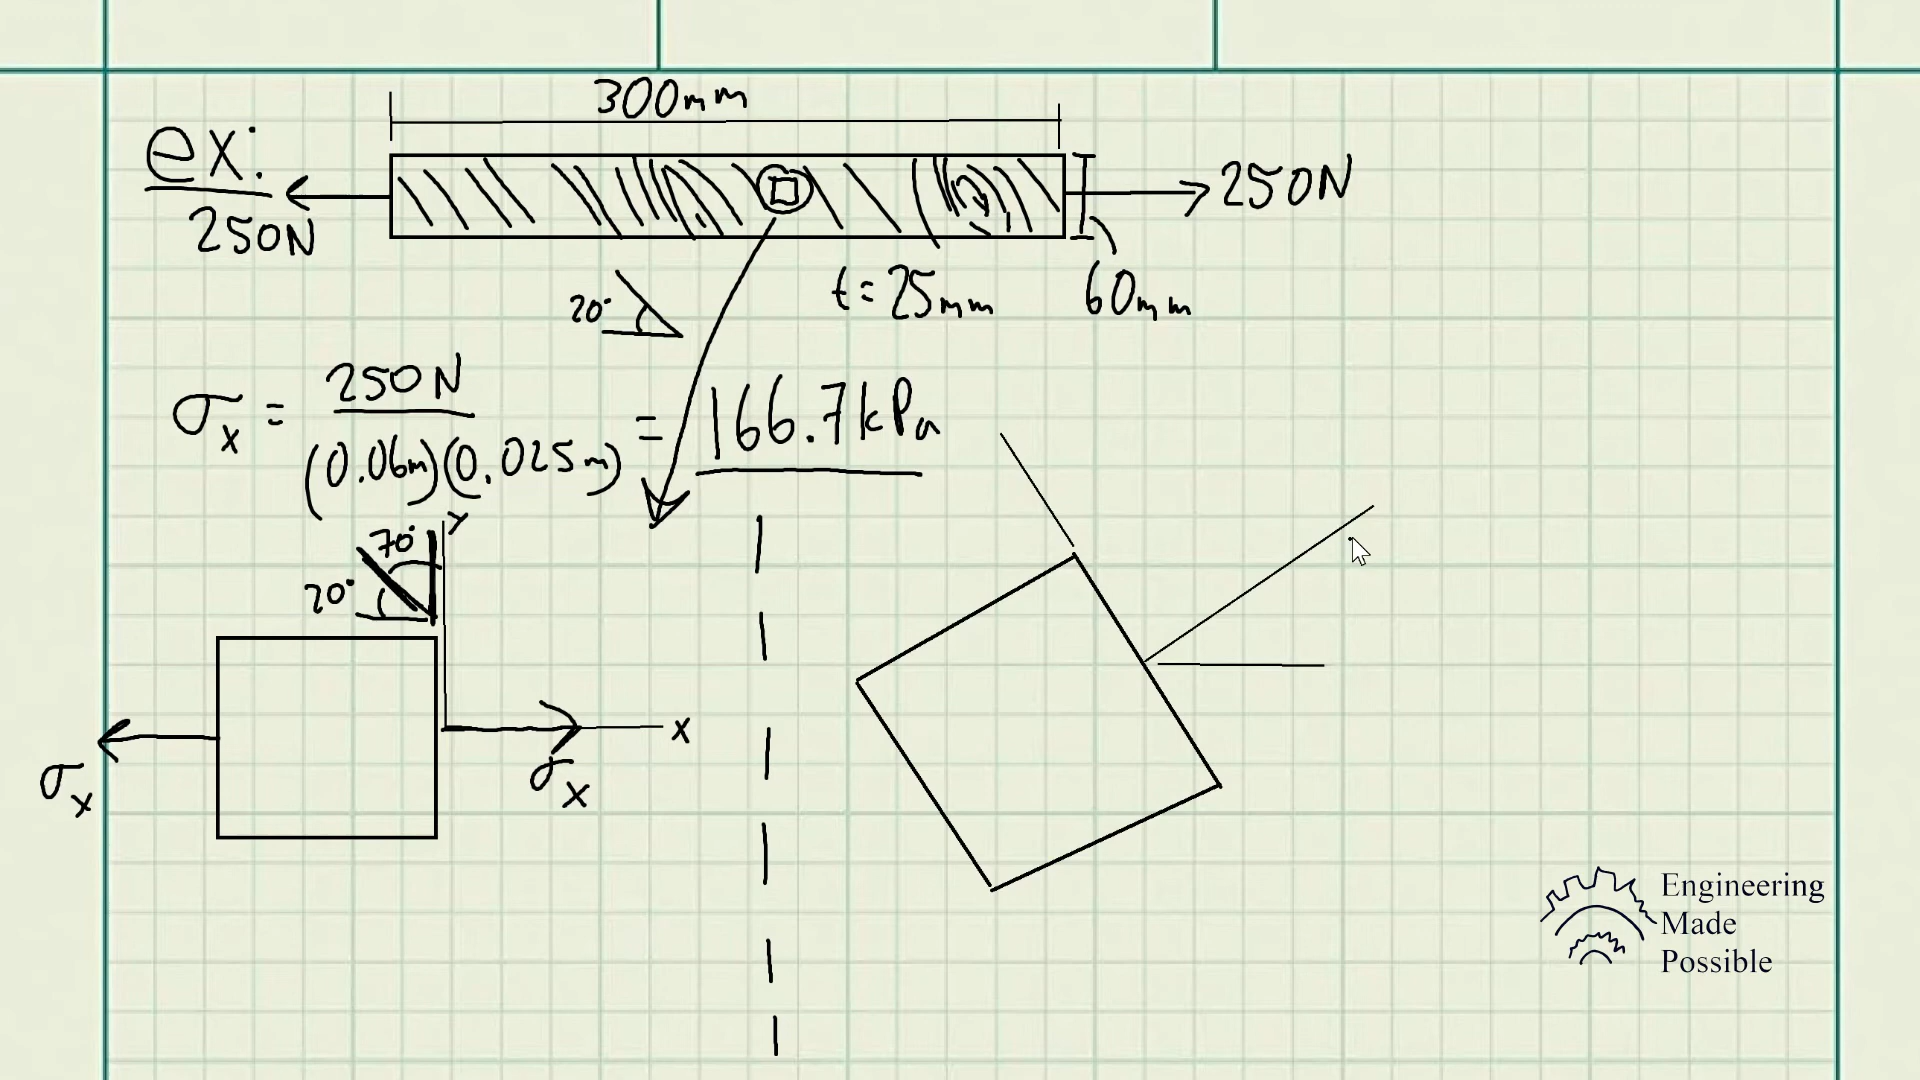 300mm
ex:
250N
250N
20°
t = 25mm
60mm
σx = 250N / (0.06m)(0.025m) = 166.7kPa
y
70°
20°
x
σx
σx
Engineering
Made
Possible